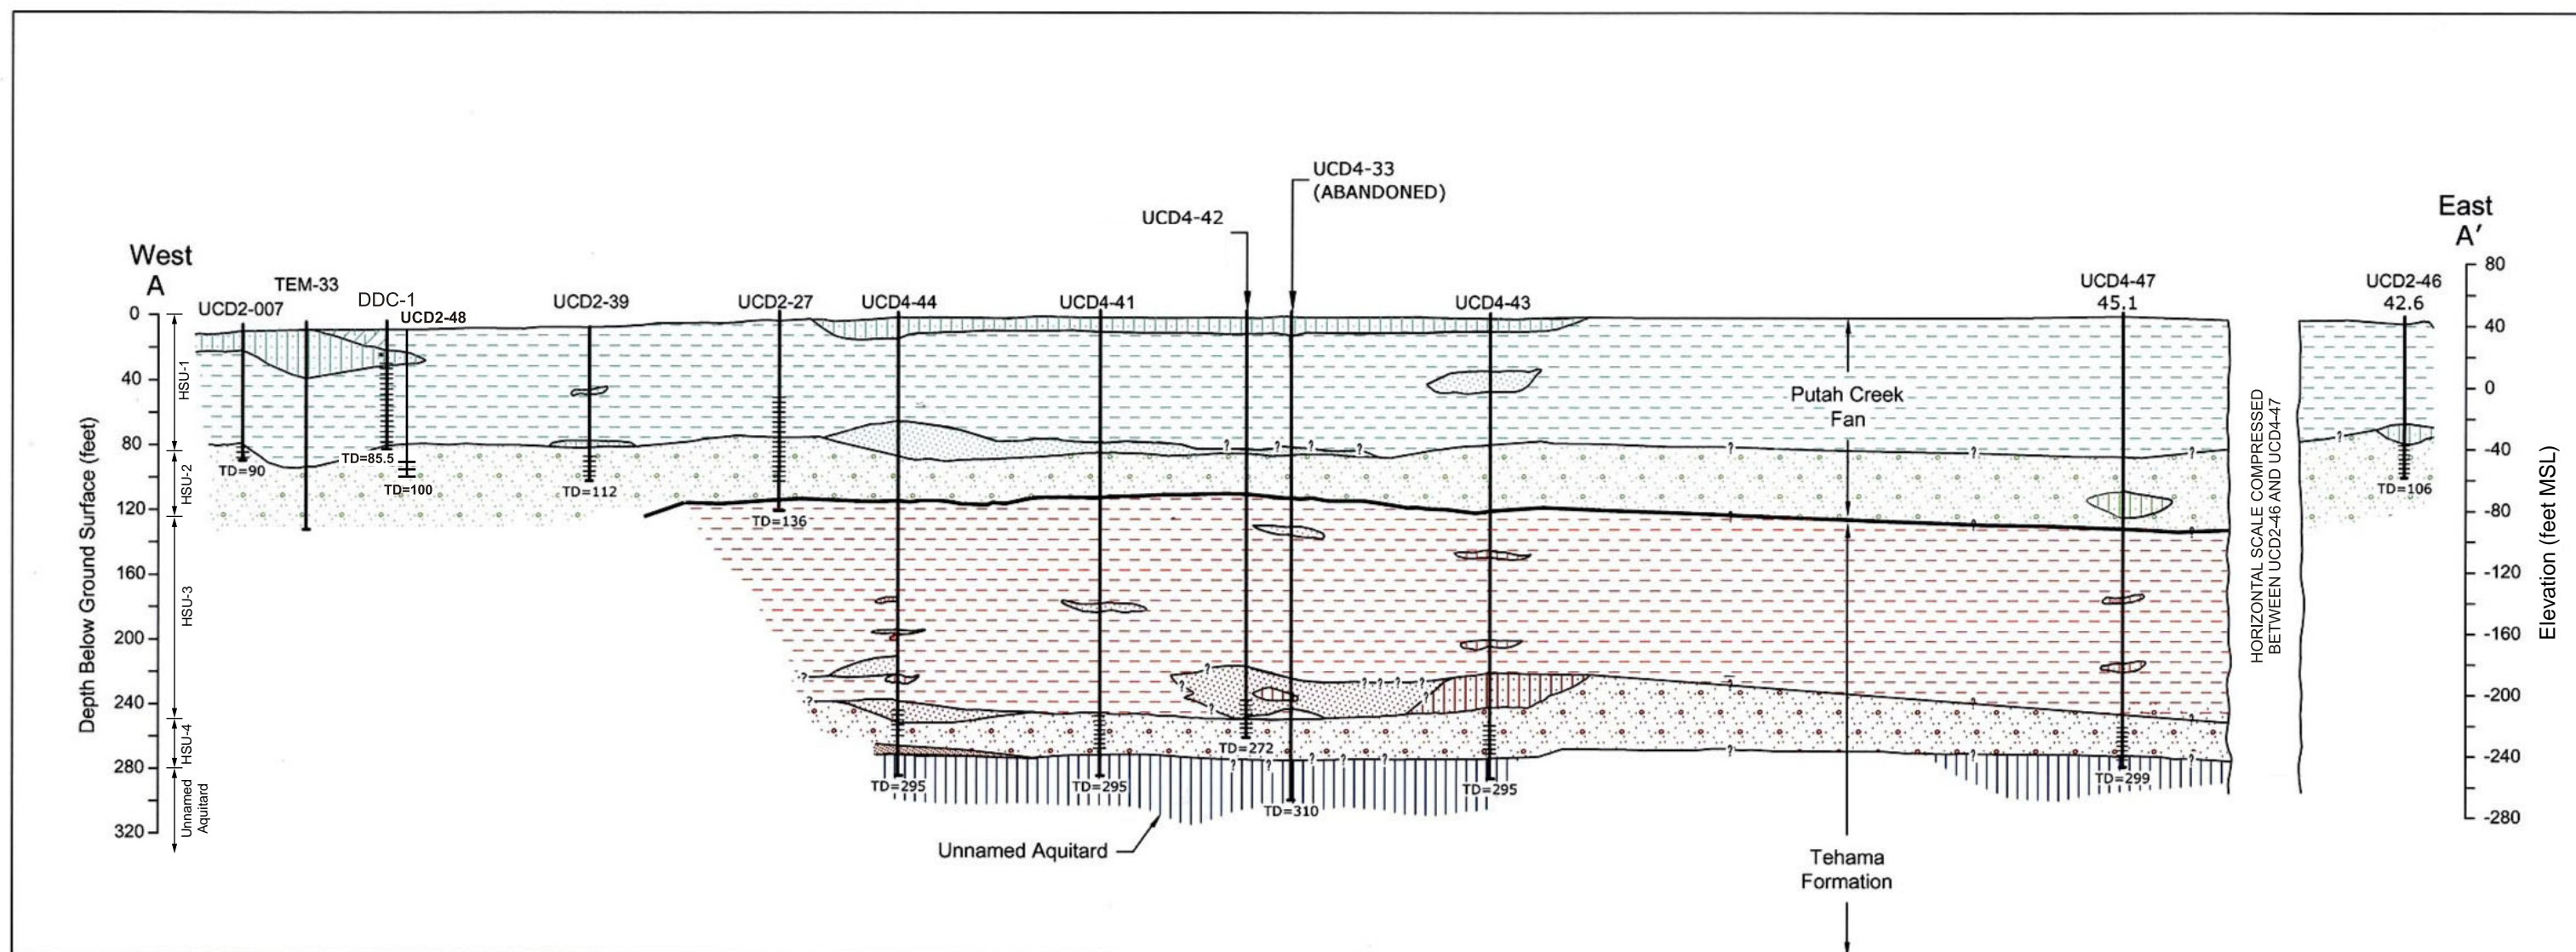 UCD4-33
(ABANDONED)
UCD4-42
West
A
East
A′
UCD2-007
TEM-33
DDC-1
UCD2-48
UCD2-39
UCD2-27
UCD4-44
UCD4-41
UCD4-43
UCD4-47
45.1
UCD2-46
42.6
Depth Below Ground Surface (feet)
0
40
80
120
160
200
240
280
320
HSU-1
HSU-2
HSU-3
HSU-4
Unnamed
Aquitard
80
40
0
-40
-80
-120
-160
-200
-240
-280
Elevation (feet MSL)
TD=90
TD=85.5
TD=100
TD=112
TD=136
TD=295
TD=295
TD=272
TD=310
TD=295
TD=299
TD=106
Putah Creek
Fan
HORIZONTAL SCALE COMPRESSED
BETWEEN UCD2-46 AND UCD4-47
Unnamed Aquitard
Tehama
Formation